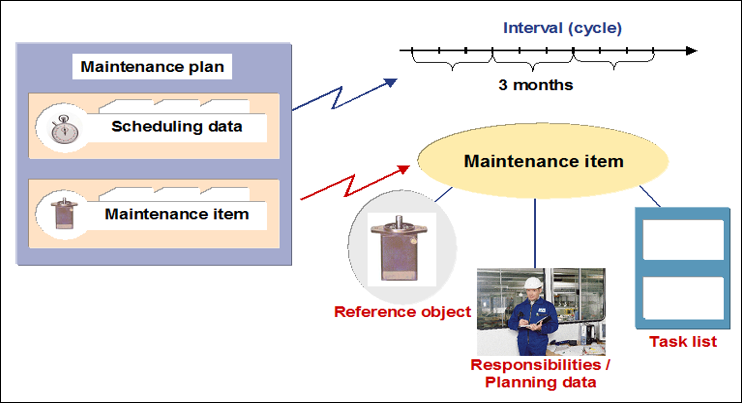 Maintenance plan
Scheduling data
Maintenance item
Interval (cycle)
3 months
Maintenance item
Reference object
Responsibilities /
Planning data
Task list